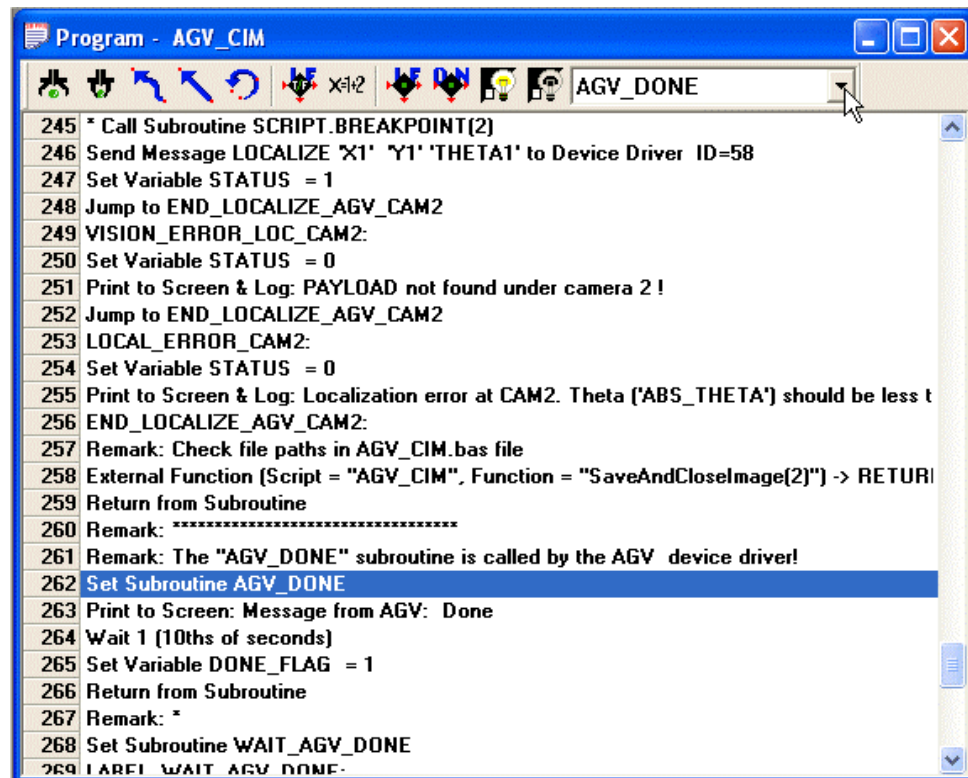 Program - AGV_CIM
AGV_DONE
245 * Call Subroutine SCRIPT.BREAKPOINT(2)
246 Send Message LOCALIZE 'X1' 'Y1' 'THETA1' to Device Driver ID=58
247 Set Variable STATUS = 1
248 Jump to END_LOCALIZE_AGV_CAM2
249 VISION_ERROR_LOC_CAM2:
250 Set Variable STATUS = 0
251 Print to Screen & Log: PAYLOAD not found under camera 2 !
252 Jump to END_LOCALIZE_AGV_CAM2
253 LOCAL_ERROR_CAM2:
254 Set Variable STATUS = 0
255 Print to Screen & Log: Localization error at CAM2. Theta ('ABS_THETA') should be less t
256 END_LOCALIZE_AGV_CAM2:
257 Remark: Check file paths in AGV_CIM.bas file
258 External Function (Script = "AGV_CIM", Function = "SaveAndCloseImage(2)") -> RETURI
259 Return from Subroutine
260 Remark: **********************************
261 Remark: The "AGV_DONE" subroutine is called by the AGV device driver!
262 Set Subroutine AGV_DONE
263 Print to Screen: Message from AGV: Done
264 Wait 1 (10ths of seconds)
265 Set Variable DONE_FLAG = 1
266 Return from Subroutine
267 Remark: *
268 Set Subroutine WAIT_AGV_DONE
269 LABEL_WAIT_AGV_DONE: